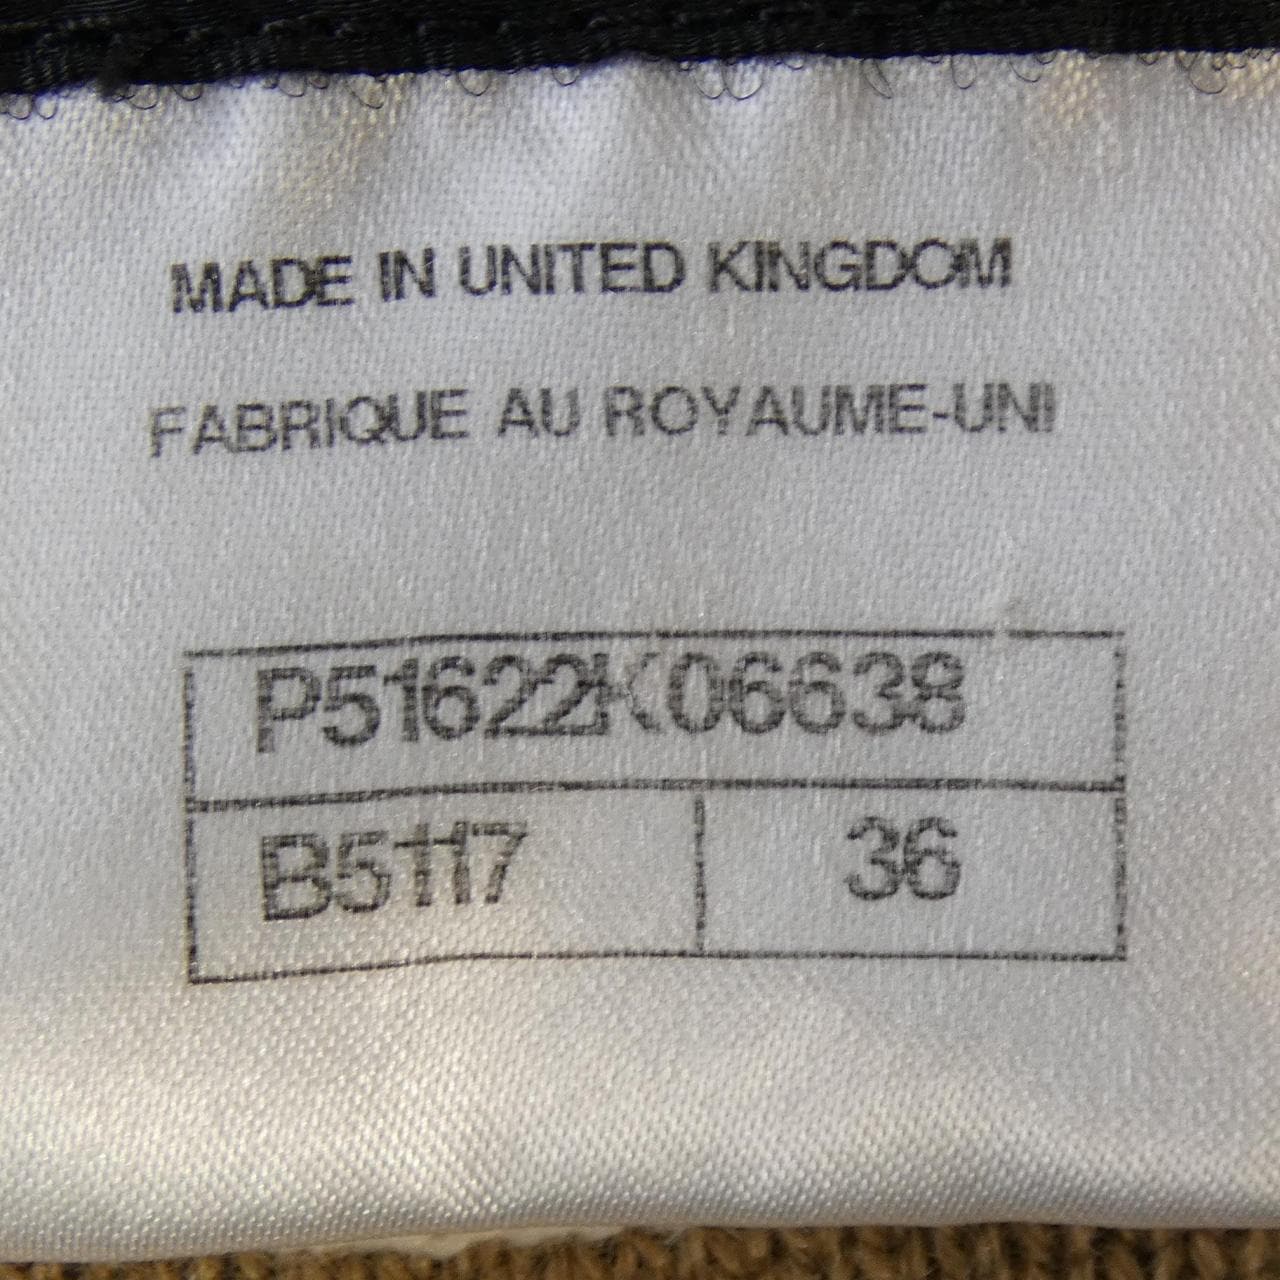 MADE IN UNITED KINGDOM
FABRIQUE AU ROYAUME-UNI
P51622K06638
B5117 36